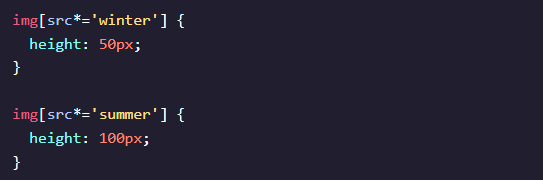 img[src*='winter'] {
  height: 50px;
}

img[src*='summer'] {
  height: 100px;
}